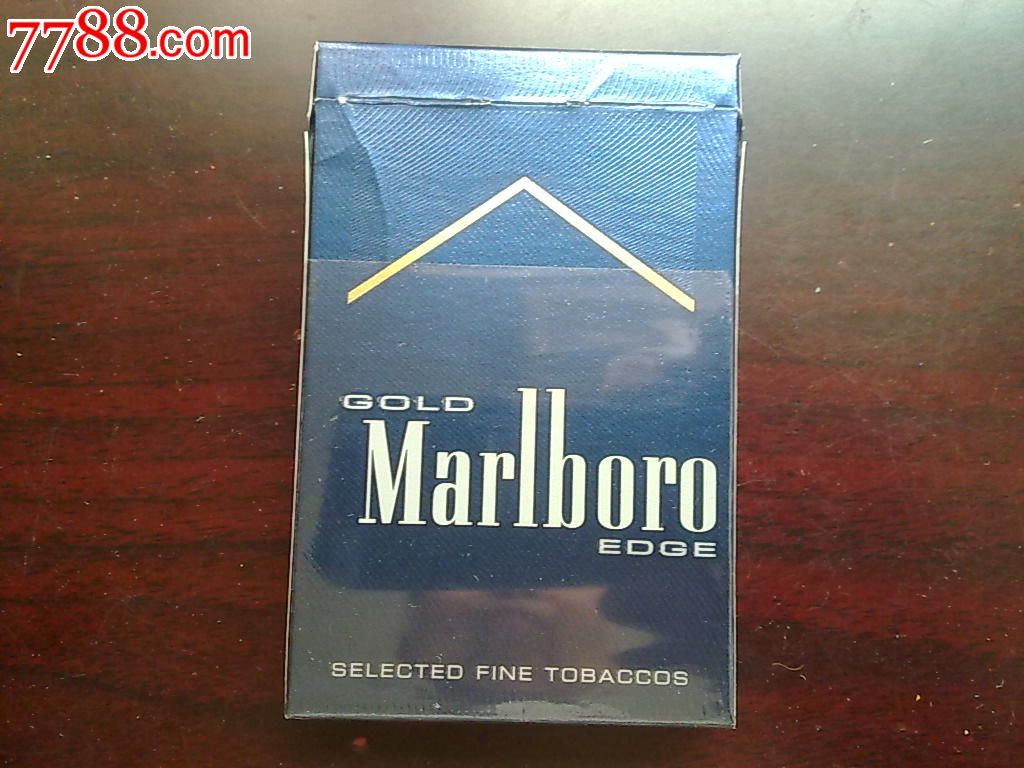 7788.com
GOLD
Marlboro
EDGE
SELECTED FINE TOBACCOS